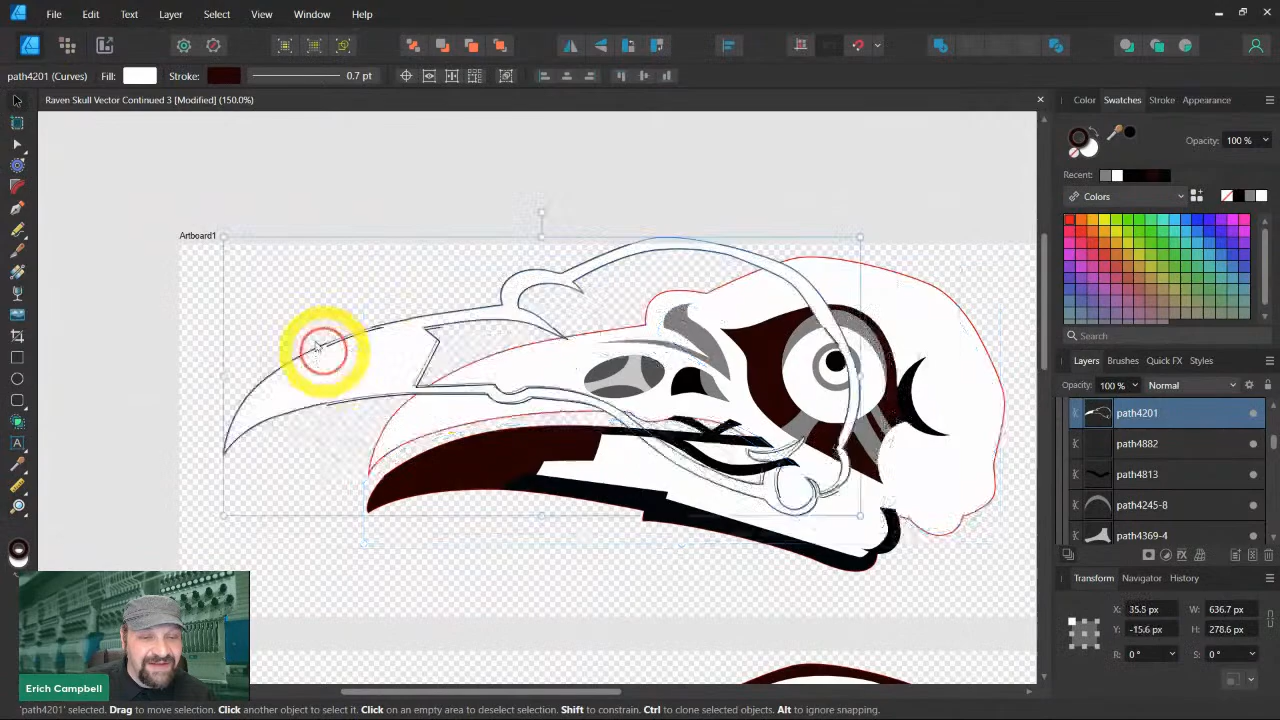 File Edit Text Layer Select View Window Help
path4201 (Curves) Fill: Stroke: 0.7 pt
Raven Skull Vector Continued 3 [Modified] (150.0%)
Color Swatches Stroke Appearance
Opacity: 100 %
Recent:
Colors
Search
Artboard1
Layers Brushes Quick FX Styles
Opacity: 100 % Normal
path4201
path4882
path4813
path4245-8
path4369-4
Transform Navigator History
X: 35.5 px W: 636.7 px
Y: -15.6 px H: 278.6 px
R: 0 ° S: 0 °
Erich Campbell
'path4201' selected. Drag to move selection. Click another object to select it. Click on an empty area to deselect selection. Shift to constrain. Ctrl to clone selected objects. Alt to ignore snapping.